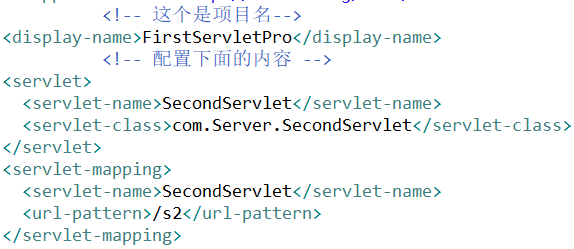 <!-- 这个是项目名-->
<display-name>FirstServletPro</display-name>
<!-- 配置下面的内容 -->
<servlet>
<servlet-name>SecondServlet</servlet-name>
<servlet-class>com.Server.SecondServlet</servlet-class>
</servlet>
<servlet-mapping>
<servlet-name>SecondServlet</servlet-name>
<url-pattern>/s2</url-pattern>
</servlet-mapping>